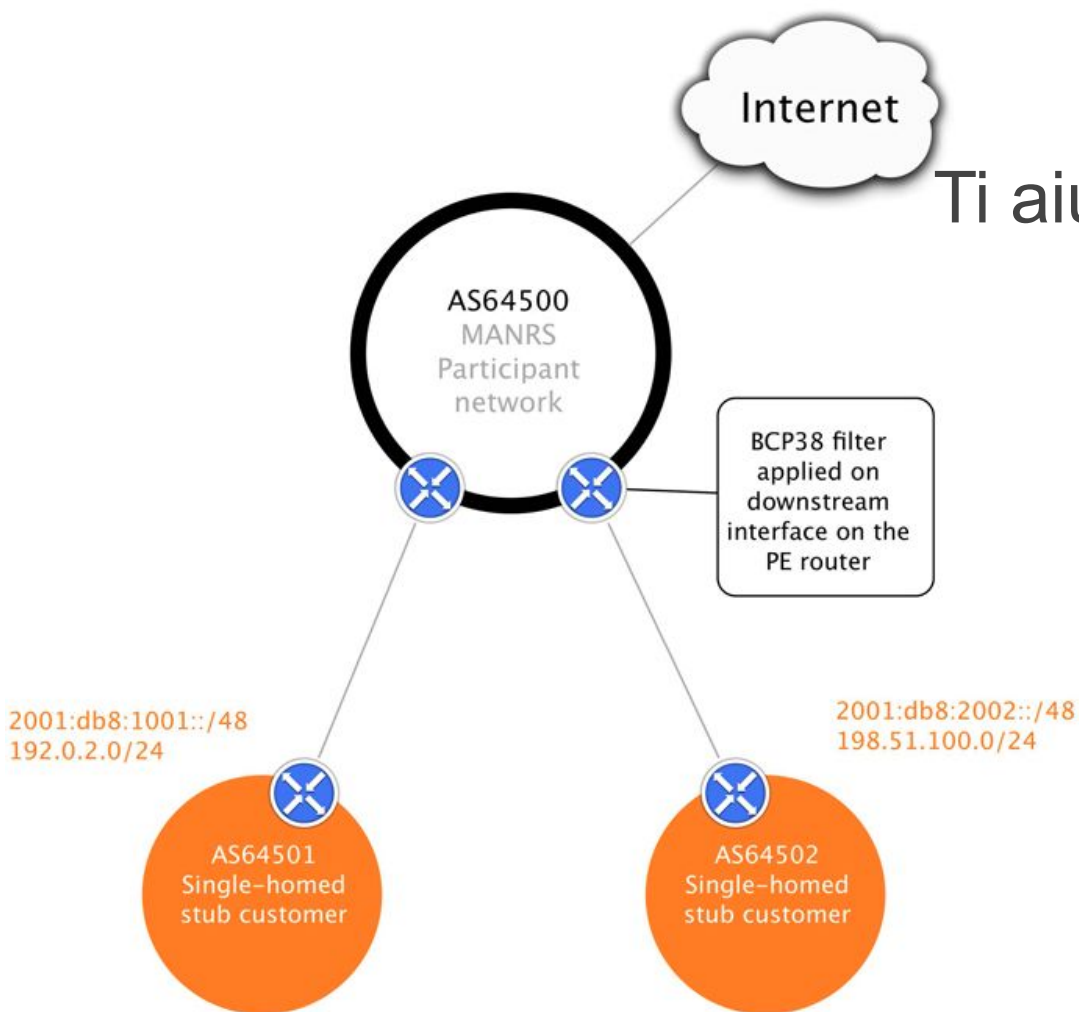 Internet
Ti
AS64500
MANRS
Participant
network
BCP38 filter
applied on
downstream
interface on the
PE router
2001:db8:1001::/48
192.0.2.0/24
2001:db8:2002::/48
198.51.100.0/24
AS64501
Single-homed
stub customer
AS64502
Single-homed
stub customer